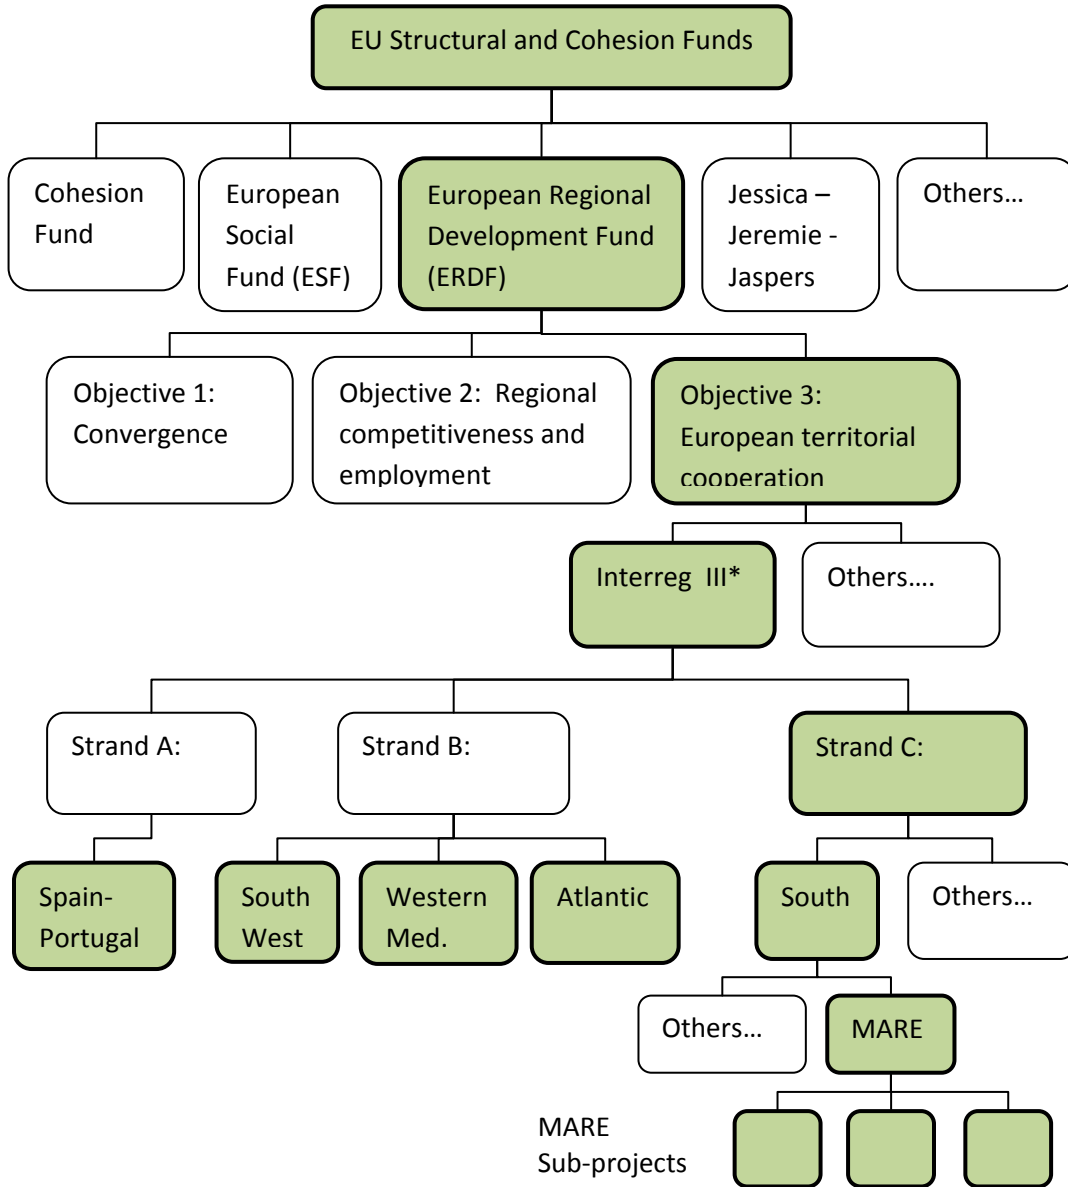 EU Structural and Cohesion Funds
Cohesion
Fund
European
Social
Fund (ESF)
European Regional
Development Fund
(ERDF)
Jessica –
Jeremie -
Jaspers
Others…
Objective 1:
Convergence
Objective 2:  Regional
competitiveness and
employment
Objective 3:
European territorial
cooperation
Interreg  III*
Others….
Strand A:
Strand B:
Strand C:
Spain-
Portugal
South
West
Western
Med.
Atlantic
South
Others…
Others…
MARE
MARE
Sub-projects